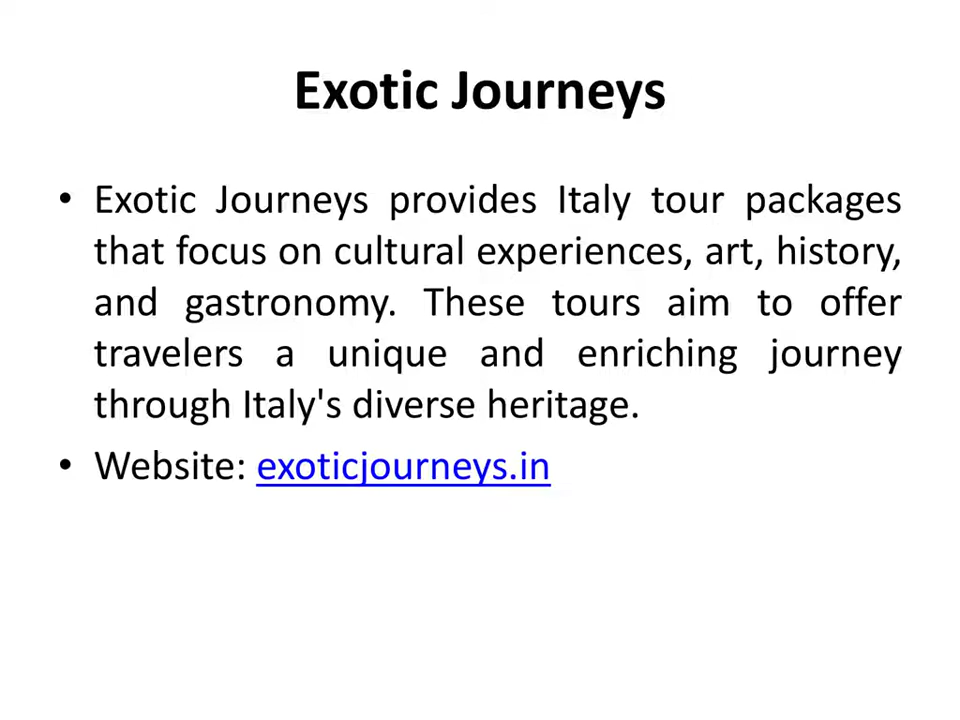 Exotic Journeys
• Exotic Journeys provides Italy tour packages
that focus on cultural experiences, art, history,
and gastronomy. These tours aim to offer
travelers a unique and enriching journey
through Italy's diverse heritage.
• Website: exoticjourneys.in